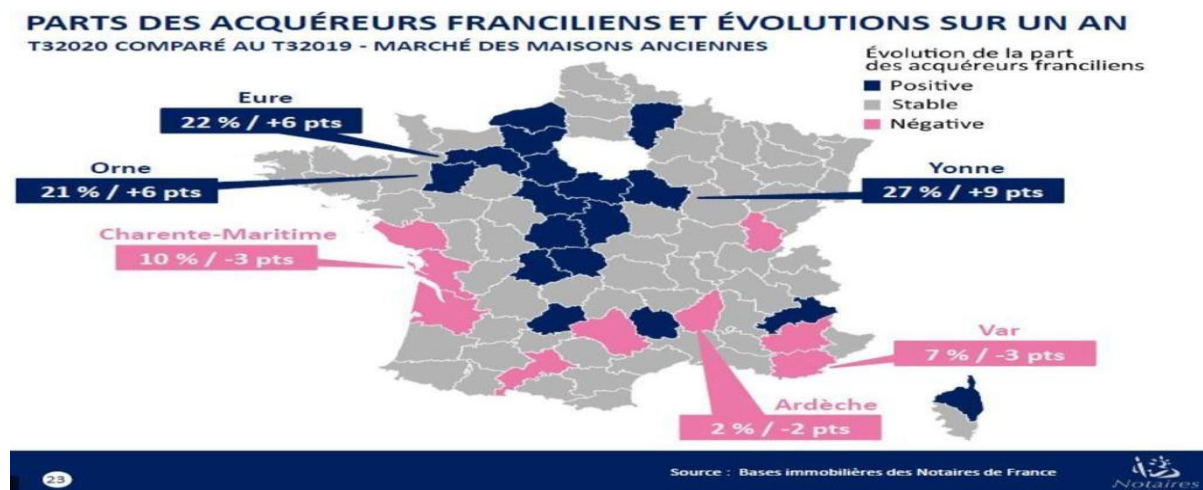 PARTS DES ACQUÉREURS FRANCILIENS ET ÉVOLUTIONS SUR UN AN
T32020 COMPARÉ AU T32019 - MARCHÉ DES MAISONS ANCIENNES
Évolution de la part
des acquéreurs franciliens
Positive
Stable
Négative
Eure
22 % / +6 pts
Orne
21 % / +6 pts
Yonne
27 % / +9 pts
Charente-Maritime
10 % / -3 pts
Var
7 % / -3 pts
Ardèche
2 % / -2 pts
23
Source : Bases immobilières des Notaires de France
Notaires